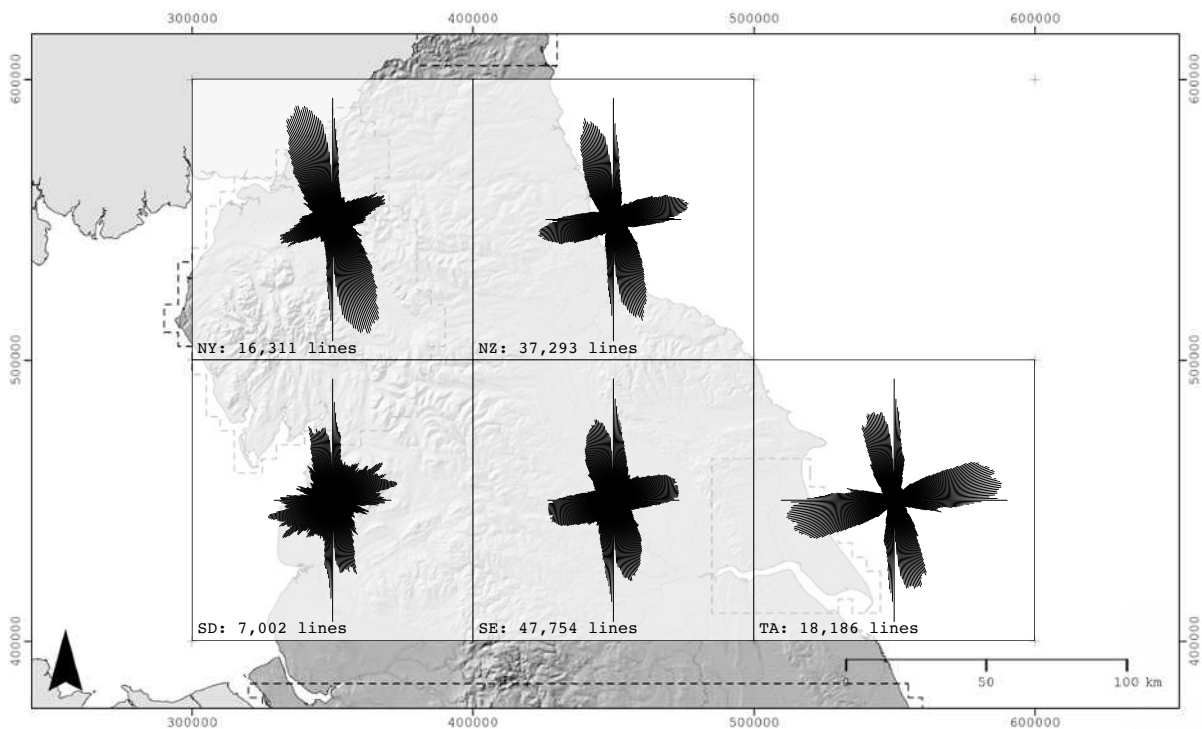 300000 400000 500000 600000
600000 600000
NY: 16,311 lines NZ: 37,293 lines
500000 500000
SD: 7,002 lines SE: 47,754 lines TA: 18,186 lines
400000 400000
0 50 100 km
300000 400000 500000 600000